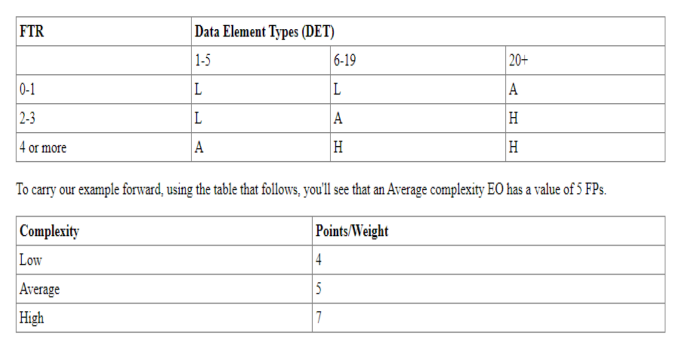 FTR Data Element Types (DET)
1-5 6-19 20+
0-1 L L A
2-3 L A H
4 or more A H H
To carry our example forward, using the table that follows, you'll see that an Average complexity EO has a value of 5 FPs.
Complexity Points/Weight
Low 4
Average 5
High 7